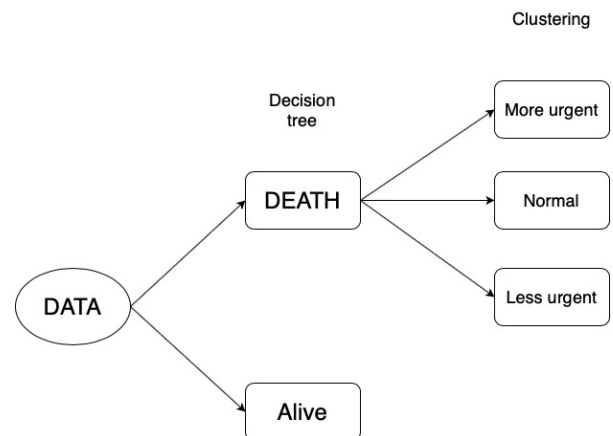 Clustering
Decision
tree
More urgent
DEATH
Normal
Less urgent
DATA
Alive